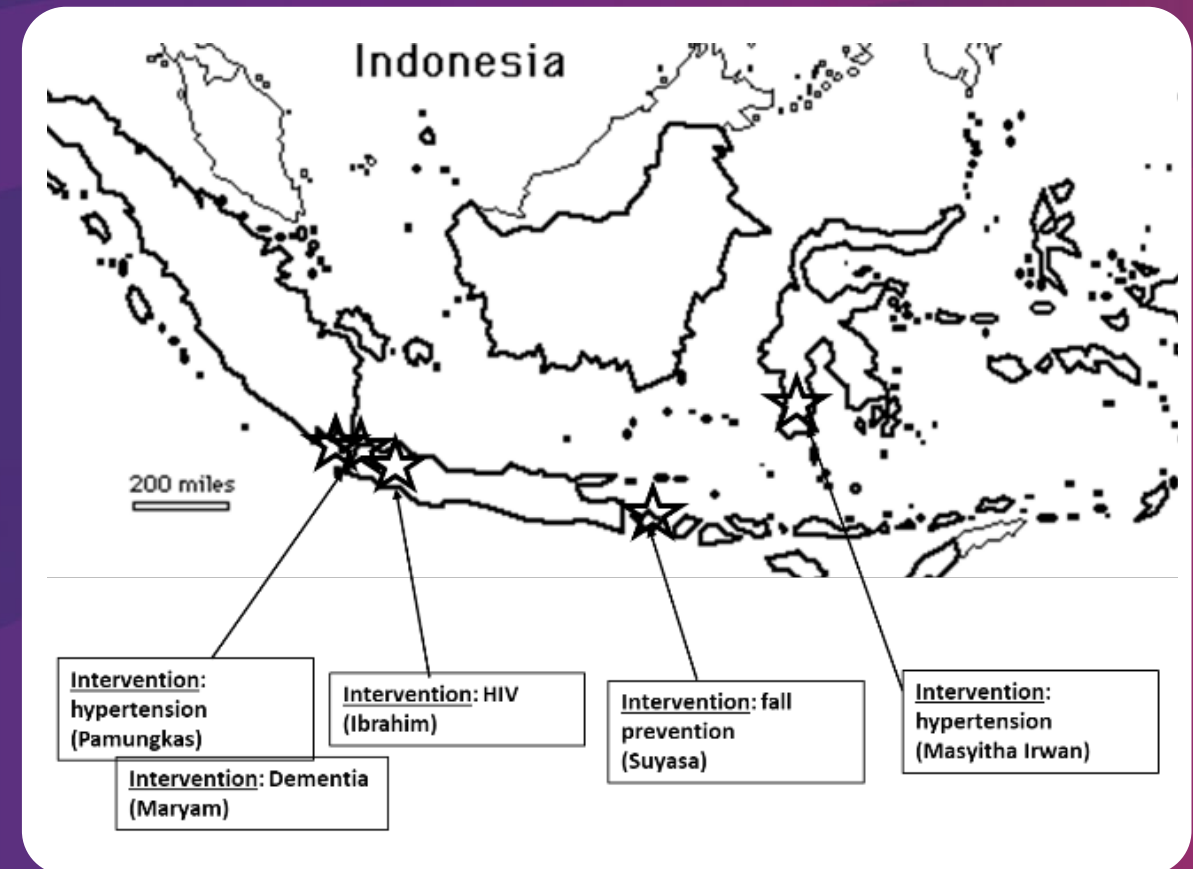 Indonesia
200 miles
Intervention:
hypertension
(Pamungkas)
Intervention: Dementia
(Maryam)
Intervention: HIV
(Ibrahim)
Intervention: fall
prevention
(Suyasa)
Intervention:
hypertension
(Masyitha Irwan)